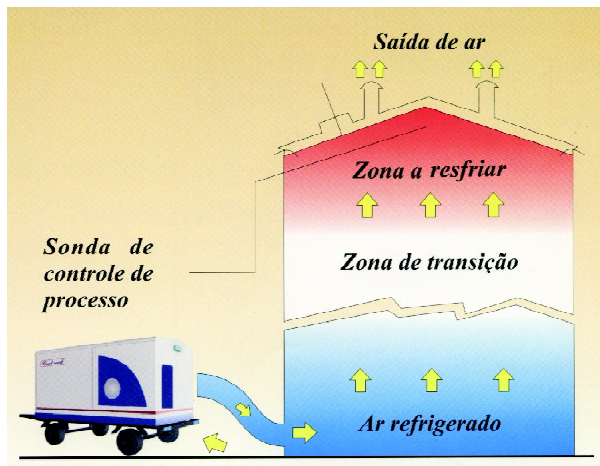 Saída de ar
Zona a resfriar
Sonda de
controle de
processo
Zona de transição
Ar refrigerado